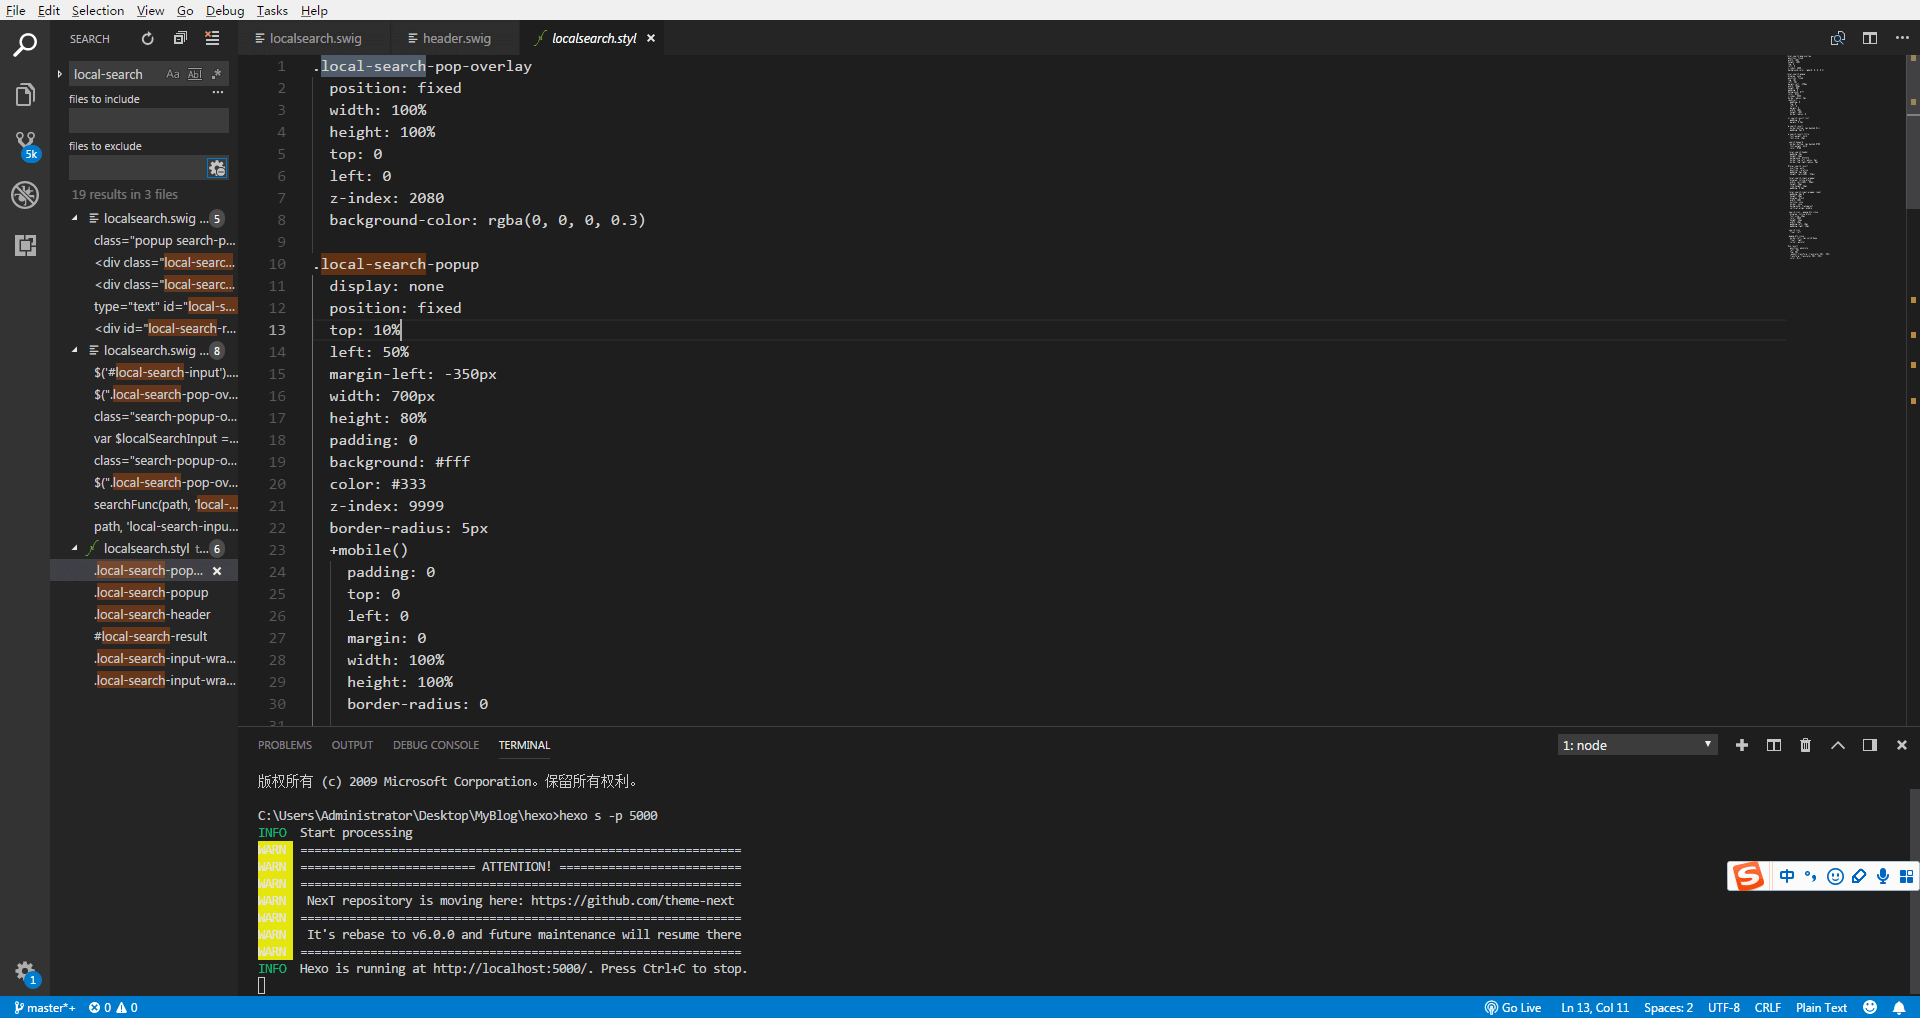 File Edit Selection View Go Debug Tasks Help
SEARCH
localsearch.swig
header.swig
localsearch.styl
local-search
Aa Abl .*
files to include
files to exclude
19 results in 3 files
localsearch.swig ... 5
class="popup search-p...
<div class="local-searc...
<div class="local-searc...
type="text" id="local-s...
<div id="local-search-r...
localsearch.swig ... 8
$('#local-search-input')....
$(".local-search-pop-ov...
class="search-popup-o...
var $localSearchInput =...
class="search-popup-o...
$(".local-search-pop-ov...
searchFunc(path, 'local-...
path, 'local-search-inpu...
localsearch.styl t... 6
.local-search-pop...
.local-search-popup
.local-search-header
#local-search-result
.local-search-input-wra...
.local-search-input-wra...
5k
1
1 .local-search-pop-overlay
2 position: fixed
3 width: 100%
4 height: 100%
5 top: 0
6 left: 0
7 z-index: 2080
8 background-color: rgba(0, 0, 0, 0.3)
9
10 .local-search-popup
11 display: none
12 position: fixed
13 top: 10%
14 left: 50%
15 margin-left: -350px
16 width: 700px
17 height: 80%
18 padding: 0
19 background: #fff
20 color: #333
21 z-index: 9999
22 border-radius: 5px
23 +mobile()
24 padding: 0
25 top: 0
26 left: 0
27 margin: 0
28 width: 100%
29 height: 100%
30 border-radius: 0
31
PROBLEMS OUTPUT DEBUG CONSOLE TERMINAL
1: node
版权所有 (c) 2009 Microsoft Corporation。保留所有权利。
C:\Users\Administrator\Desktop\MyBlog\hexo>hexo s -p 5000
INFO Start processing
WARN ===============================================================
WARN ========================= ATTENTION! ==========================
WARN ===============================================================
WARN NexT repository is moving here: https://github.com/theme-next
WARN ===============================================================
WARN It's rebase to v6.0.0 and future maintenance will resume there
WARN ===============================================================
INFO Hexo is running at http://localhost:5000/. Press Ctrl+C to stop.
S 中
master*+ 0 0
Go Live Ln 13, Col 11 Spaces: 2 UTF-8 CRLF Plain Text